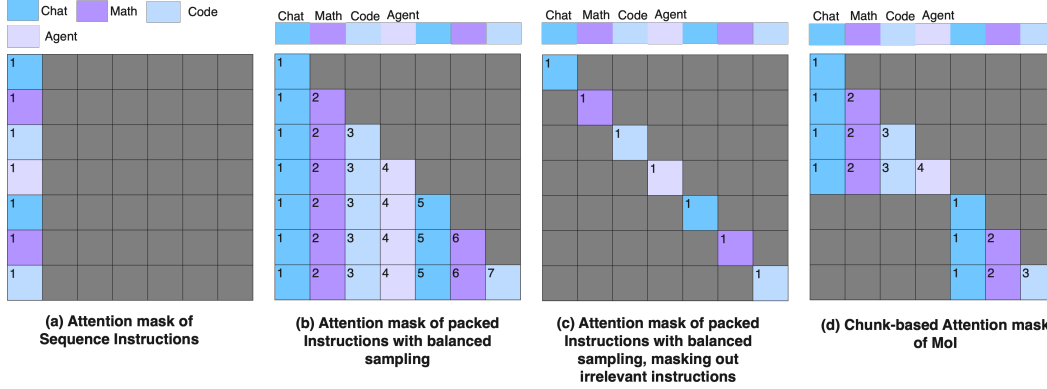 Chat Math Code
Agent
Chat Math Code Agent
Chat Math Code Agent
Chat Math Code Agent
1
1
1
1
1
1
1
1
1 2
1 2 3
1 2 3 4
1 2 3 4 5
1 2 3 4 5 6
1 2 3 4 5 6 7
1
1
1
1
1
1
1
1
1 2
1 2 3
1 2 3 4
1
1 2
1 2 3
(a) Attention mask of
Sequence Instructions
(b) Attention mask of packed
Instructions with balanced
sampling
(c) Attention mask of packed
Instructions with balanced
sampling, masking out
irrelevant instructions
(d) Chunk-based Attention mask
of MoI